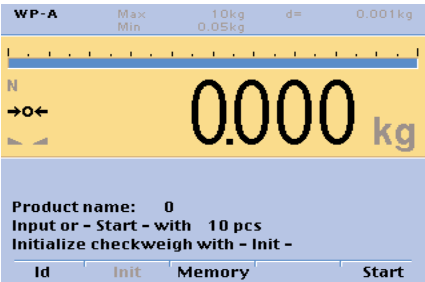 WP-A Max 10kg d= 0.001kg
Min 0.05kg
N
→o←
0.000 kg
Product name: 0
Input or - Start - with 10 pcs
Initialize checkweigh with - Init -
Id Init Memory Start